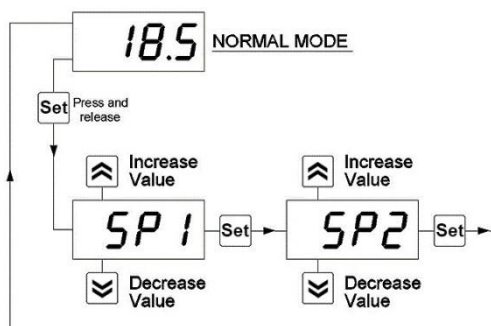 18.5
NORMAL MODE
Set
Press and
release
Increase
Value
Increase
Value
SP1
Set
SP2
Set
Decrease
Value
Decrease
Value